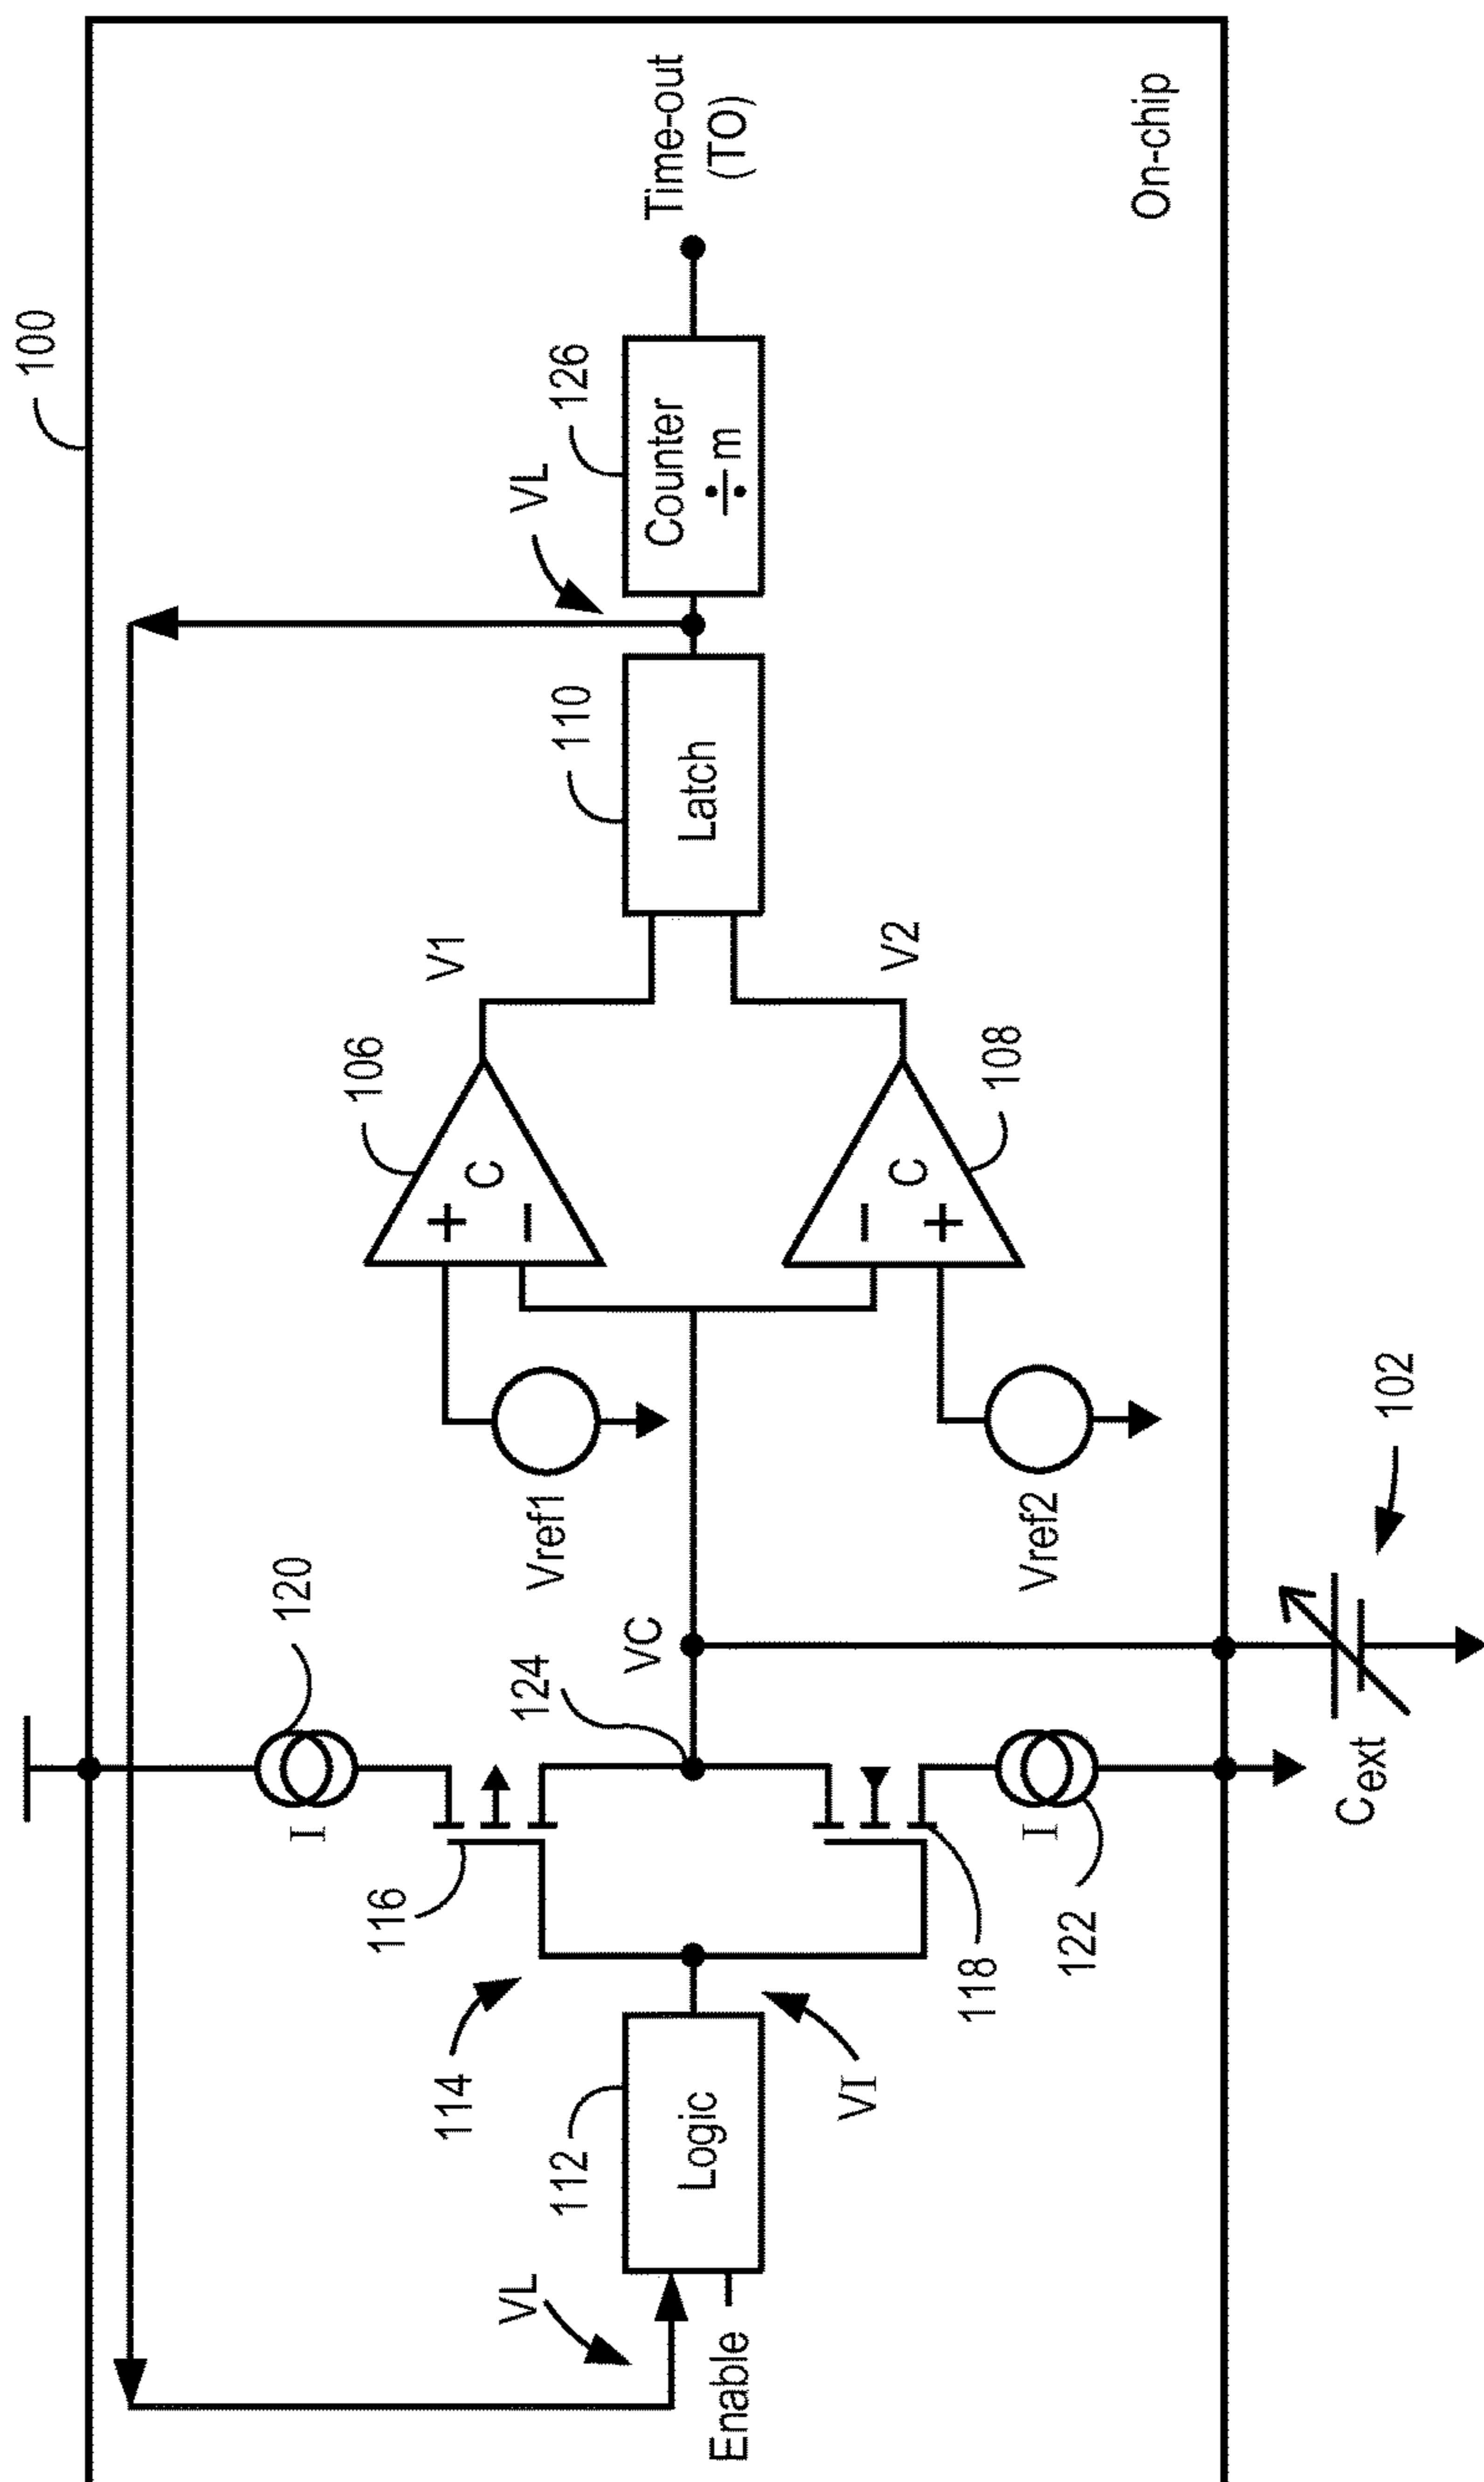 100
120
I
116
114
112
Logic
VL
Enable
VI
118
122
I
124
VC
Vref1
Vref2
Cext
102
106
+
C
−
108
−
C
+
V1
V2
110
Latch
VL
126
Counter
÷ m
Time-out
(TO)
On-chip